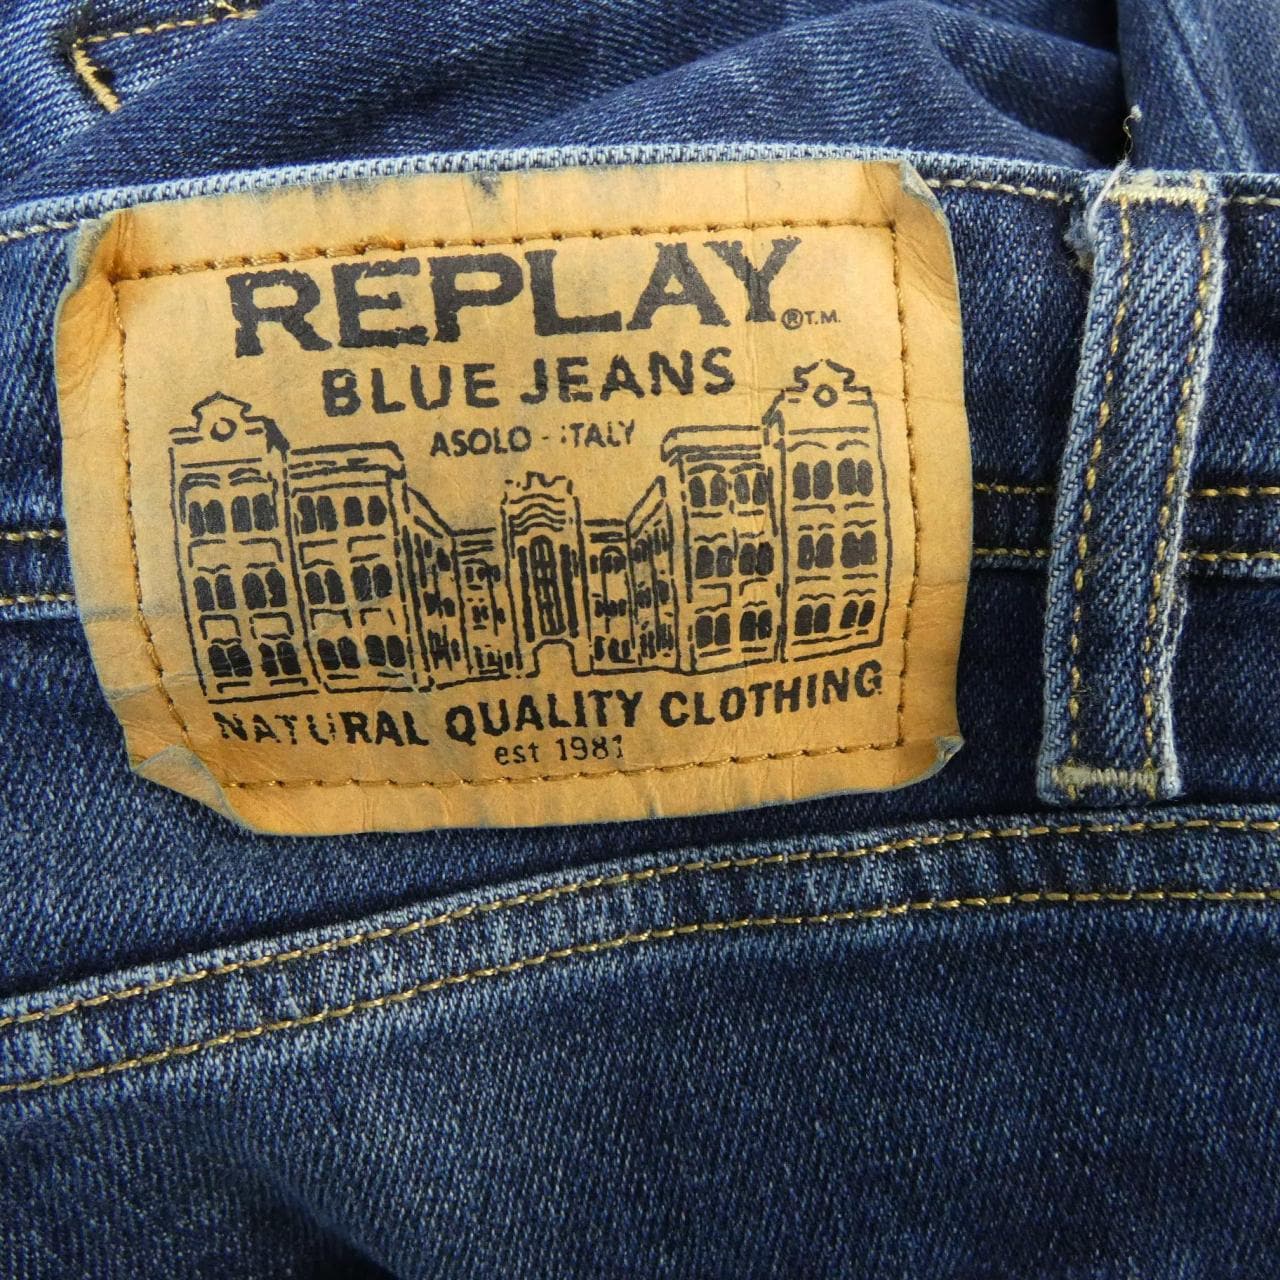 REPLAY ® T.M.
BLUE JEANS
ASOLO - ITALY
NATURAL QUALITY CLOTHING
est 1981